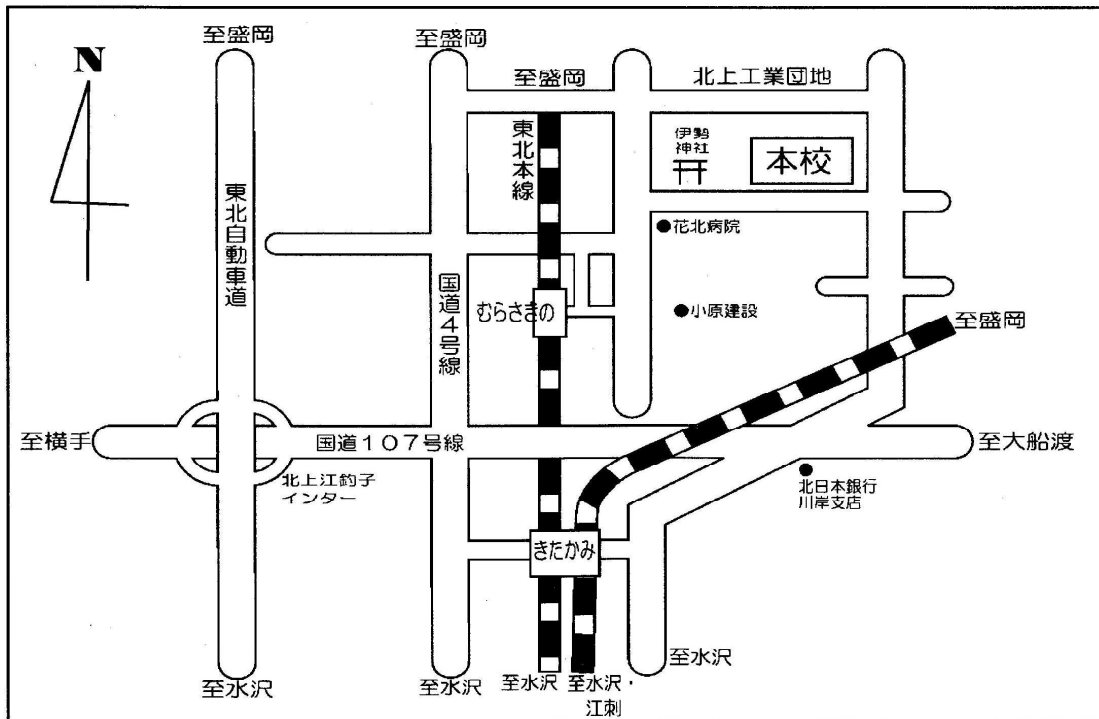 N
至盛岡
至盛岡
至盛岡
北上工業団地
東北本線
伊勢
神社
本校
東北自動車道
花北病院
国道4号線
むらさきの
小原建設
至盛岡
至横手
国道107号線
至大船渡
北上江釣子
インター
北日本銀行
川岸支店
きたかみ
至水沢
至水沢
至水沢
至水沢
至水沢・
江刺